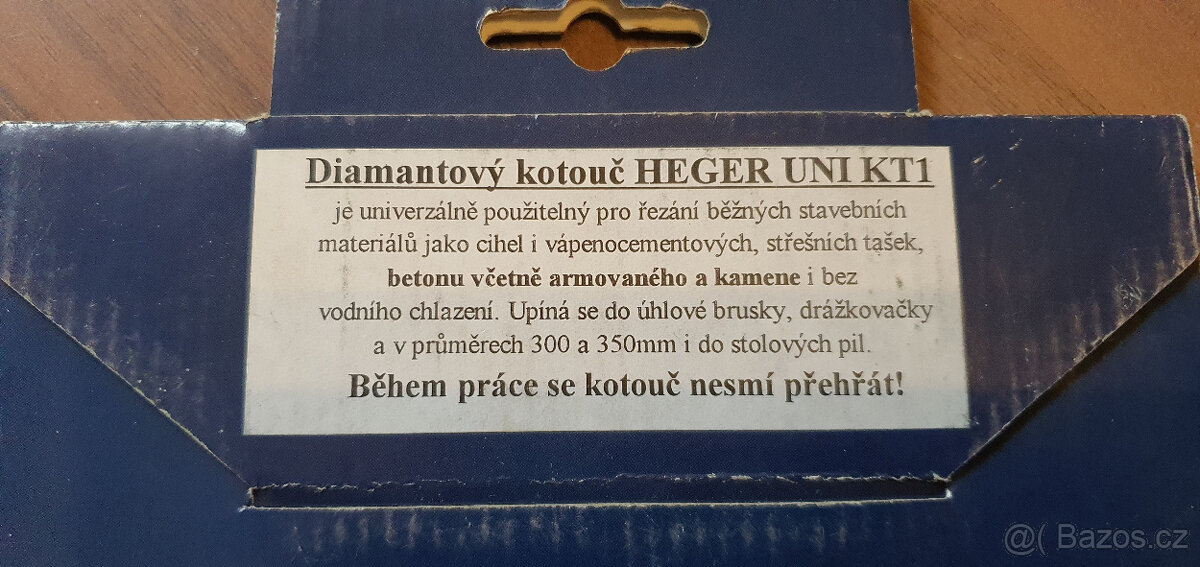 Diamantový kotouč HEGER UNI KT1
je univerzálně použitelný pro řezání běžných stavebních
materiálů jako cihel i vápenocementových, střešních tašek,
betonu včetně armovaného a kamene i bez
vodního chlazení. Upíná se do úhlové brusky, drážkovačky
a v průměrech 300 a 350mm i do stolových pil.
Během práce se kotouč nesmí přehřát!
@( Bazos.cz